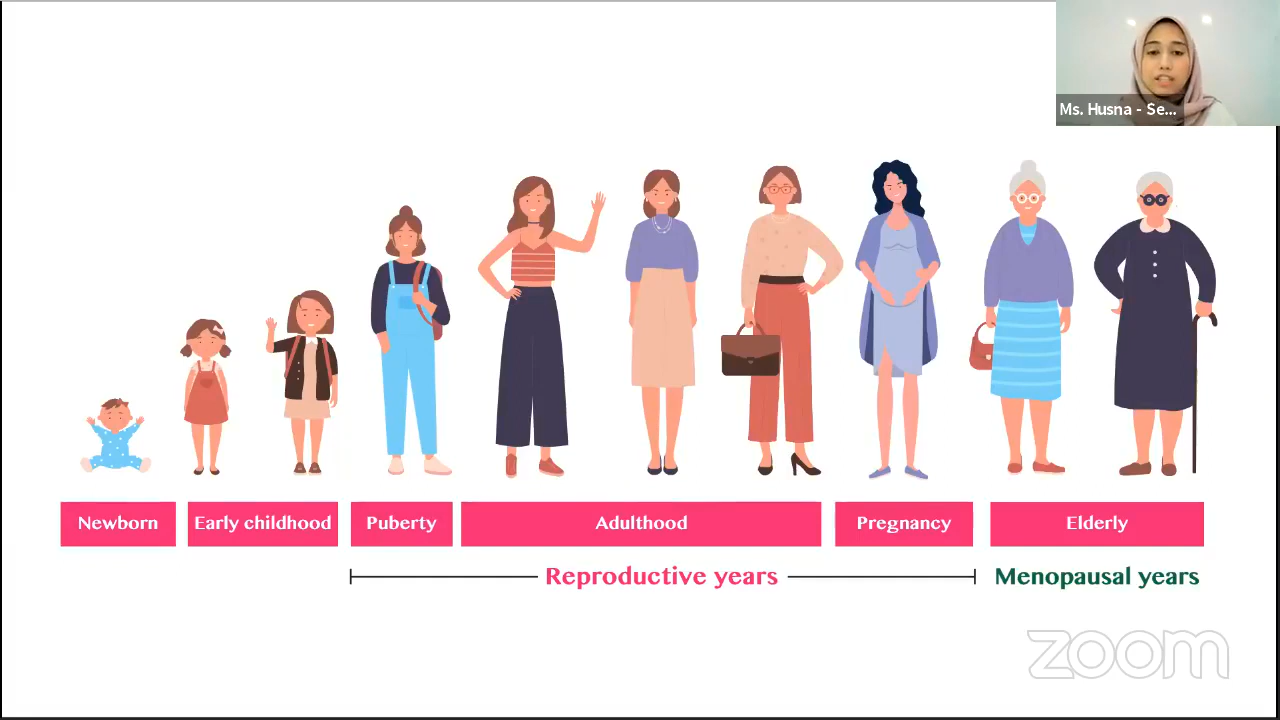 Ms. Husna - Se...
Newborn
Early childhood
Puberty
Adulthood
Pregnancy
Elderly
Reproductive years
Menopausal years
zoom